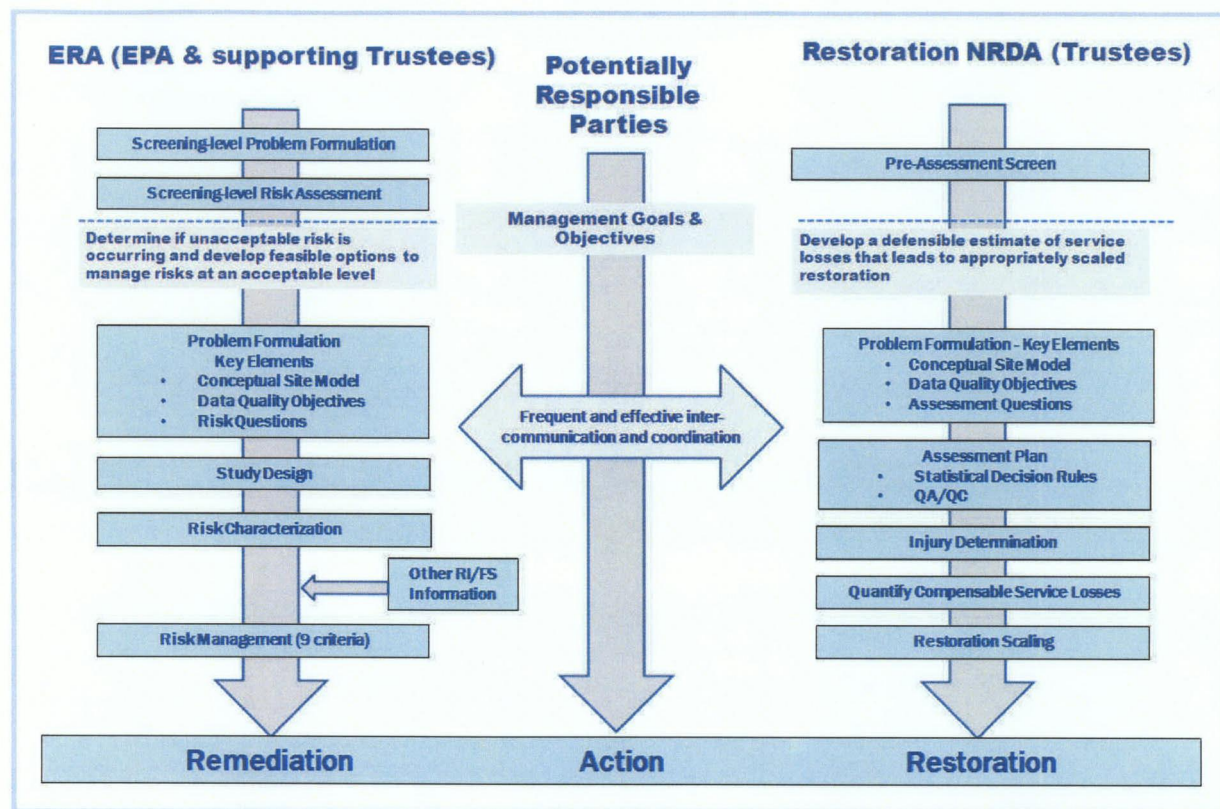 ERA (EPA & supporting Trustees)
Screening-level Problem Formulation
Screening-level Risk Assessment
Determine if unacceptable risk is
occurring and develop feasible options to
manage risks at an acceptable level
Problem Formulation
Key Elements
• Conceptual Site Model
• Data Quality Objectives
• Risk Questions
Study Design
Risk Characterization
Other RI/FS
Information
Risk Management (9 criteria)
Potentially
Responsible
Parties
Management Goals &
Objectives
Frequent and effective inter-
communication and coordination
Restoration NRDA (Trustees)
Pre-Assessment Screen
Develop a defensible estimate of service
losses that leads to appropriately scaled
restoration
Problem Formulation - Key Elements
• Conceptual Site Model
• Data Quality Objectives
• Assessment Questions
Assessment Plan
• Statistical Decision Rules
• QA/QC
Injury Determination
Quantify Compensable Service Losses
Restoration Scaling
Remediation
Action
Restoration